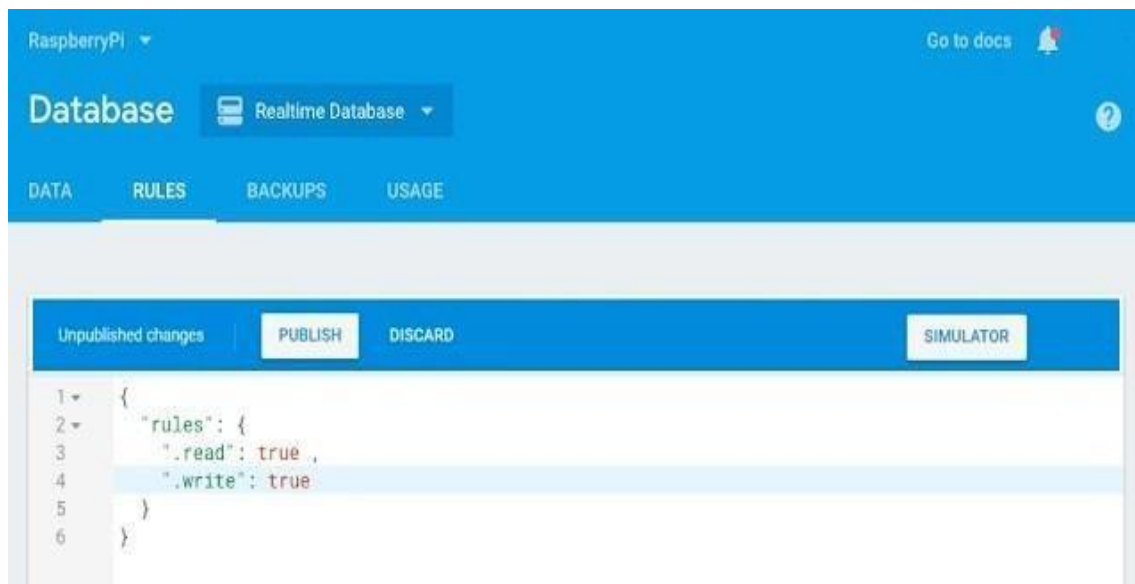 RaspberryPi Go to docs
Database Realtime Database ?
DATA RULES BACKUPS USAGE
Unpublished changes PUBLISH DISCARD SIMULATOR
1 {
2 "rules": {
3 ".read": true ,
4 ".write": true
5 }
6 }